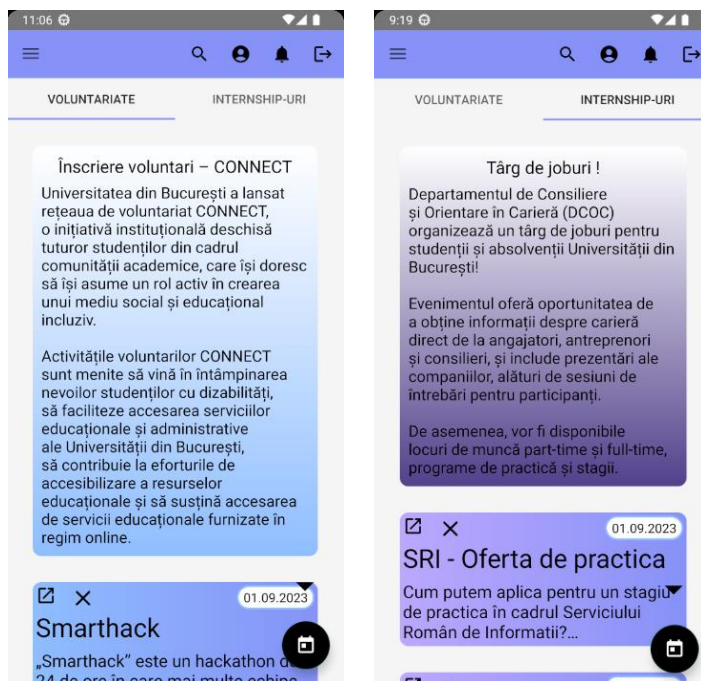 11:06
VOLUNTARIATE INTERNSHIP-URI
Înscriere voluntari – CONNECT
Universitatea din București a lansat
rețeaua de voluntariat CONNECT,
o inițiativă instituțională deschisă
tuturor studenților din cadrul
comunității academice, care își doresc
să își asume un rol activ în crearea
unui mediu social și educațional
incluziv.
Activitățile voluntarilor CONNECT
sunt menite să vină în întâmpinarea
nevoilor studenților cu dizabilități,
să faciliteze accesarea serviciilor
educaționale și administrative
ale Universității din București,
să contribuie la eforturile de
accesibilizare a resurselor
educaționale și să susțină accesarea
de servicii educaționale furnizate în
regim online.
01.09.2023
Smarthack
„Smarthack” este un hackathon
24 de ore în care mai multe echipe
9:19
VOLUNTARIATE INTERNSHIP-URI
Târg de joburi !
Departamentul de Consiliere
și Orientare în Carieră (DCOC)
organizează un târg de joburi pentru
studenții și absolvenții Universității din
București!
Evenimentul oferă oportunitatea de
a obține informații despre carieră
direct de la angajatori, antreprenori
și consilieri, și include prezentări ale
companiilor, alături de sesiuni de
întrebări pentru participanți.
De asemenea, vor fi disponibile
locuri de muncă part-time și full-time,
programe de practică și stagii.
01.09.2023
SRI - Oferta de practica
Cum putem aplica pentru un stagiu
de practica în cadrul Serviciului
Român de Informatii?...